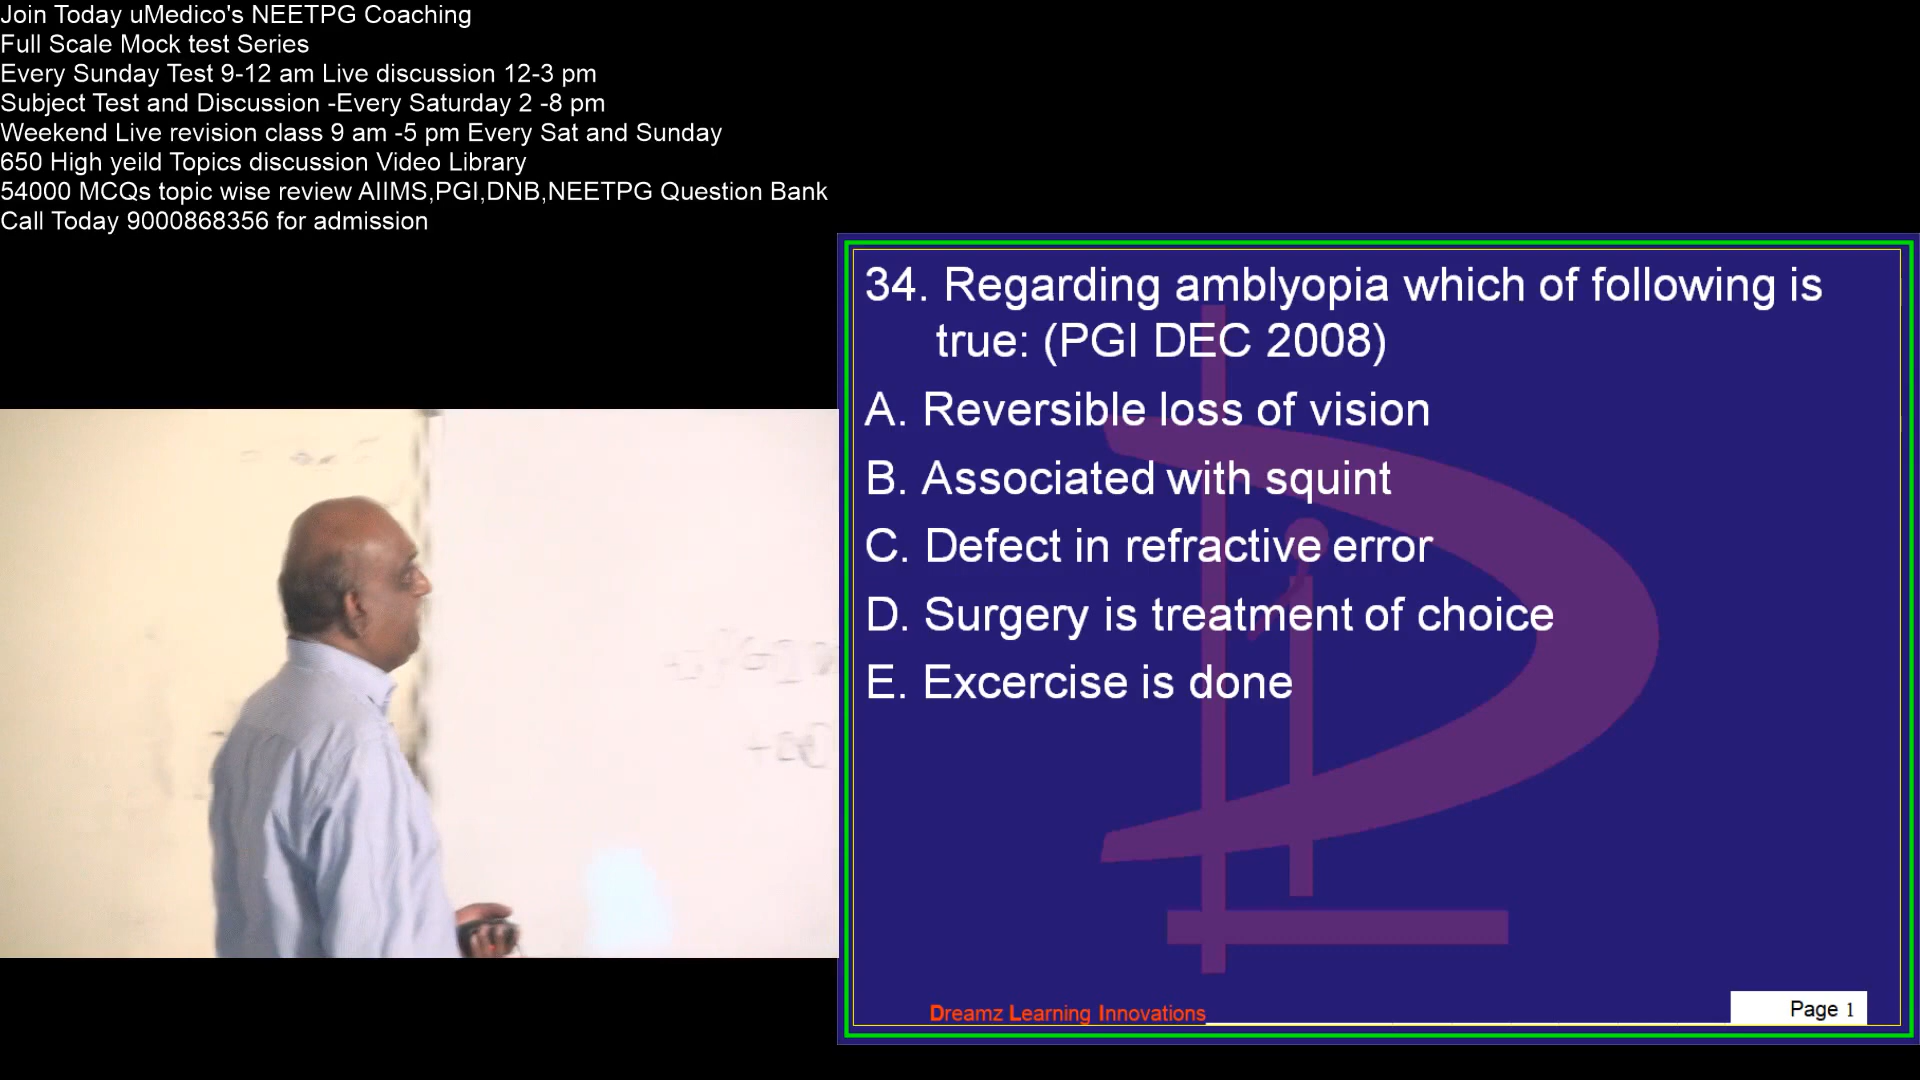 Join Today uMedico's NEETPG Coaching
Full Scale Mock test Series
Every Sunday Test 9-12 am Live discussion 12-3 pm
Subject Test and Discussion -Every Saturday 2 -8 pm
Weekend Live revision class 9 am -5 pm Every Sat and Sunday
650 High yeild Topics discussion Video Library
54000 MCQs topic wise review AIIMS,PGI,DNB,NEETPG Question Bank
Call Today 9000868356 for admission
34. Regarding amblyopia which of following is
true: (PGI DEC 2008)
A. Reversible loss of vision
B. Associated with squint
C. Defect in refractive error
D. Surgery is treatment of choice
E. Excercise is done
Dreamz Learning Innovations
Page 1